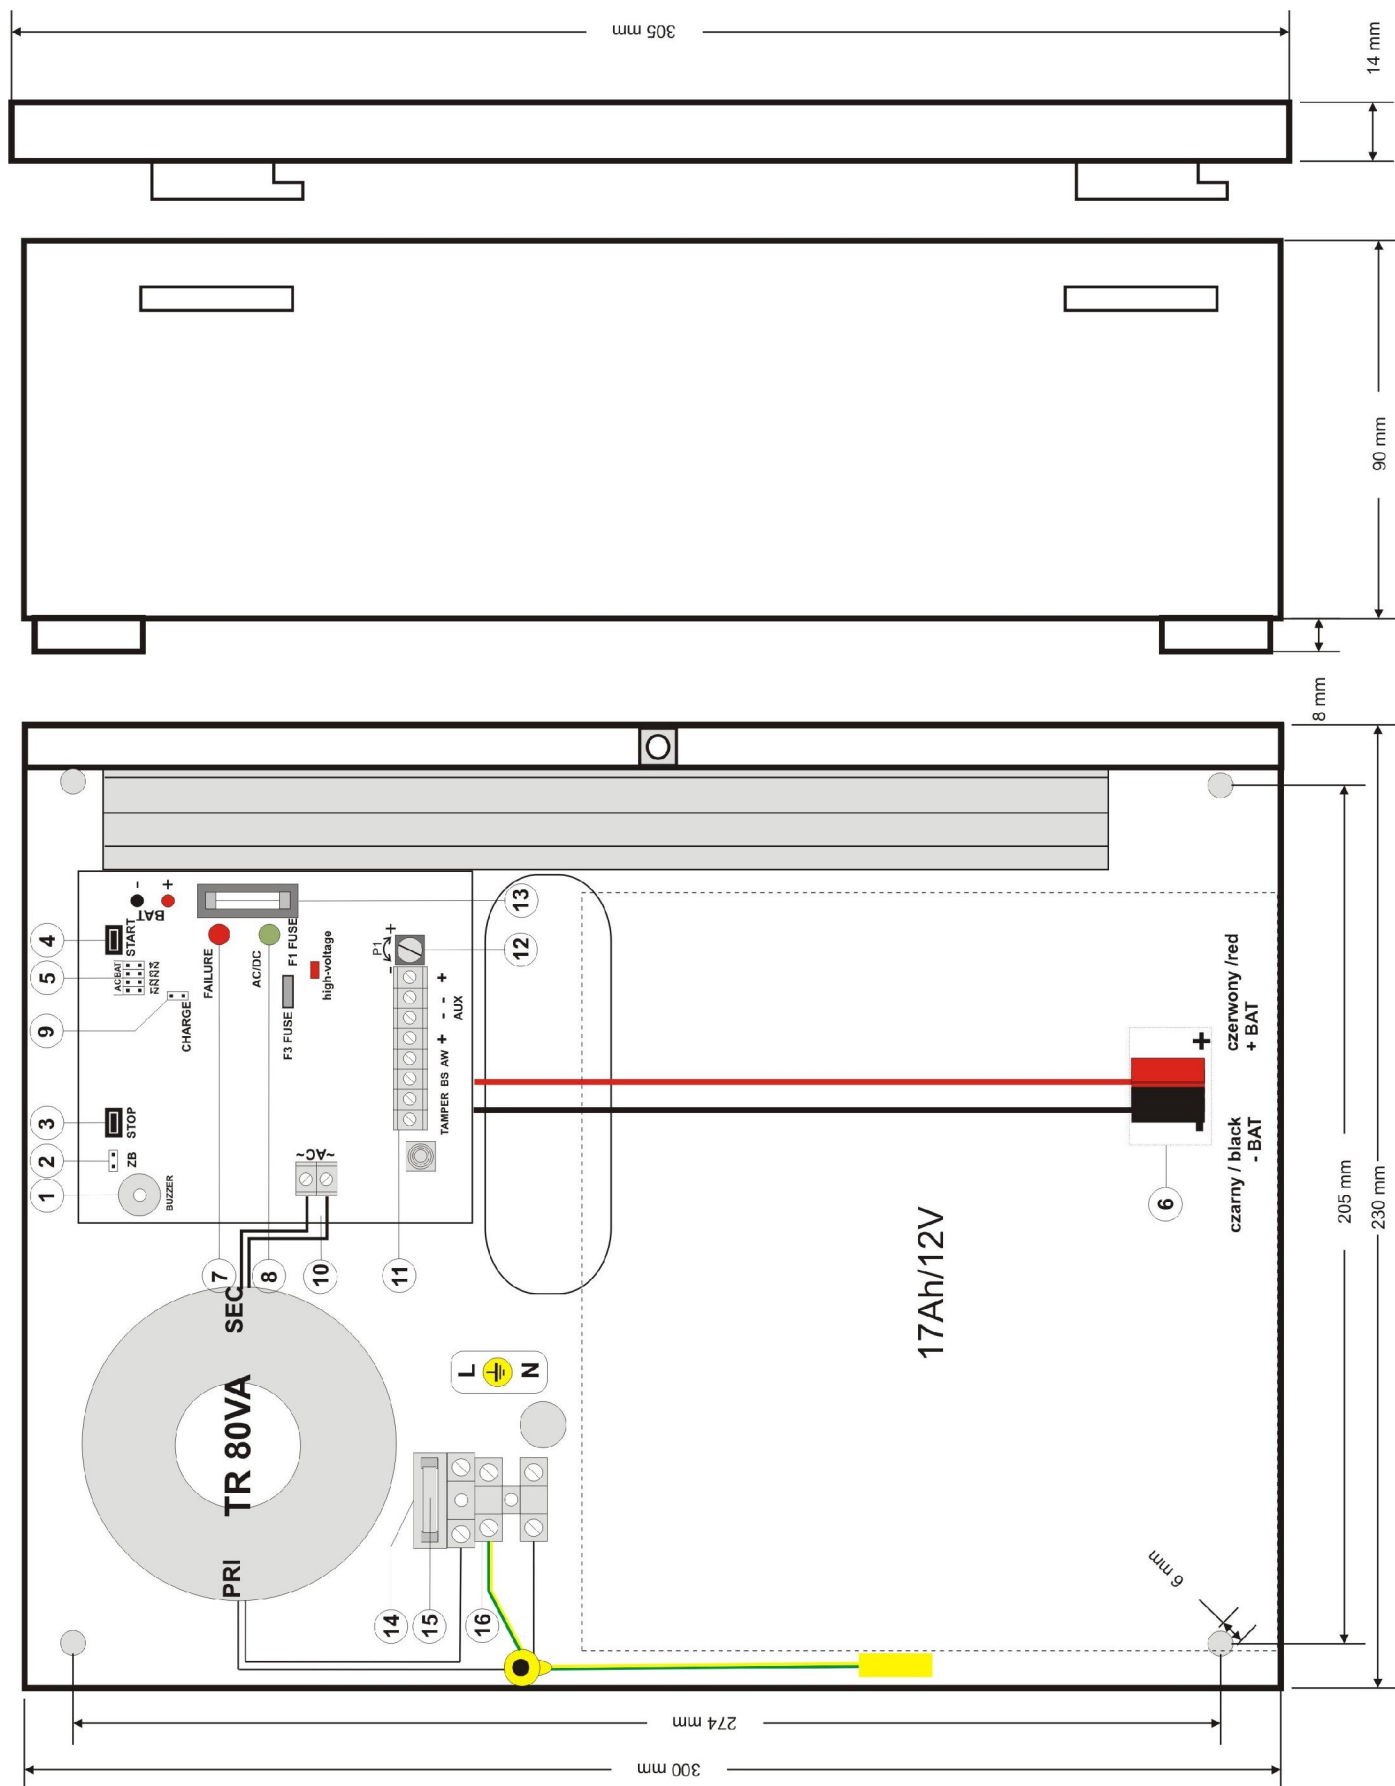 305 mm
14 mm
90 mm
8 mm
4
5
9
3
2
1
BAT
-
+
START
AC BAT
CHARGE
STOP
ZB
BUZZER
FAILURE
AC/DC
F1 FUSE
F3 FUSE
high-voltage
~AC~
P1
-
+
TAMPER BS AW + - - +
AUX
13
12
7
8
10
11
SEC
TR 80VA
PRI
L
N
14
15
16
17Ah/12V
+
-
6
czerwony /red
+ BAT
czarny / black
- BAT
205 mm
230 mm
6 mm
274 mm
300 mm